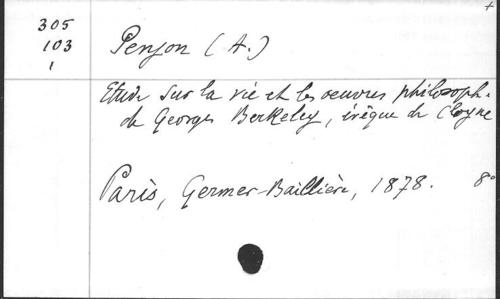 +
305
103
1
Penjon (A.)
Etude sur la vie et les oeuvres philosoph.
de Georges Berkeley, évêque de Cloyne
Paris, Germer-Baillière, 1878. 8°